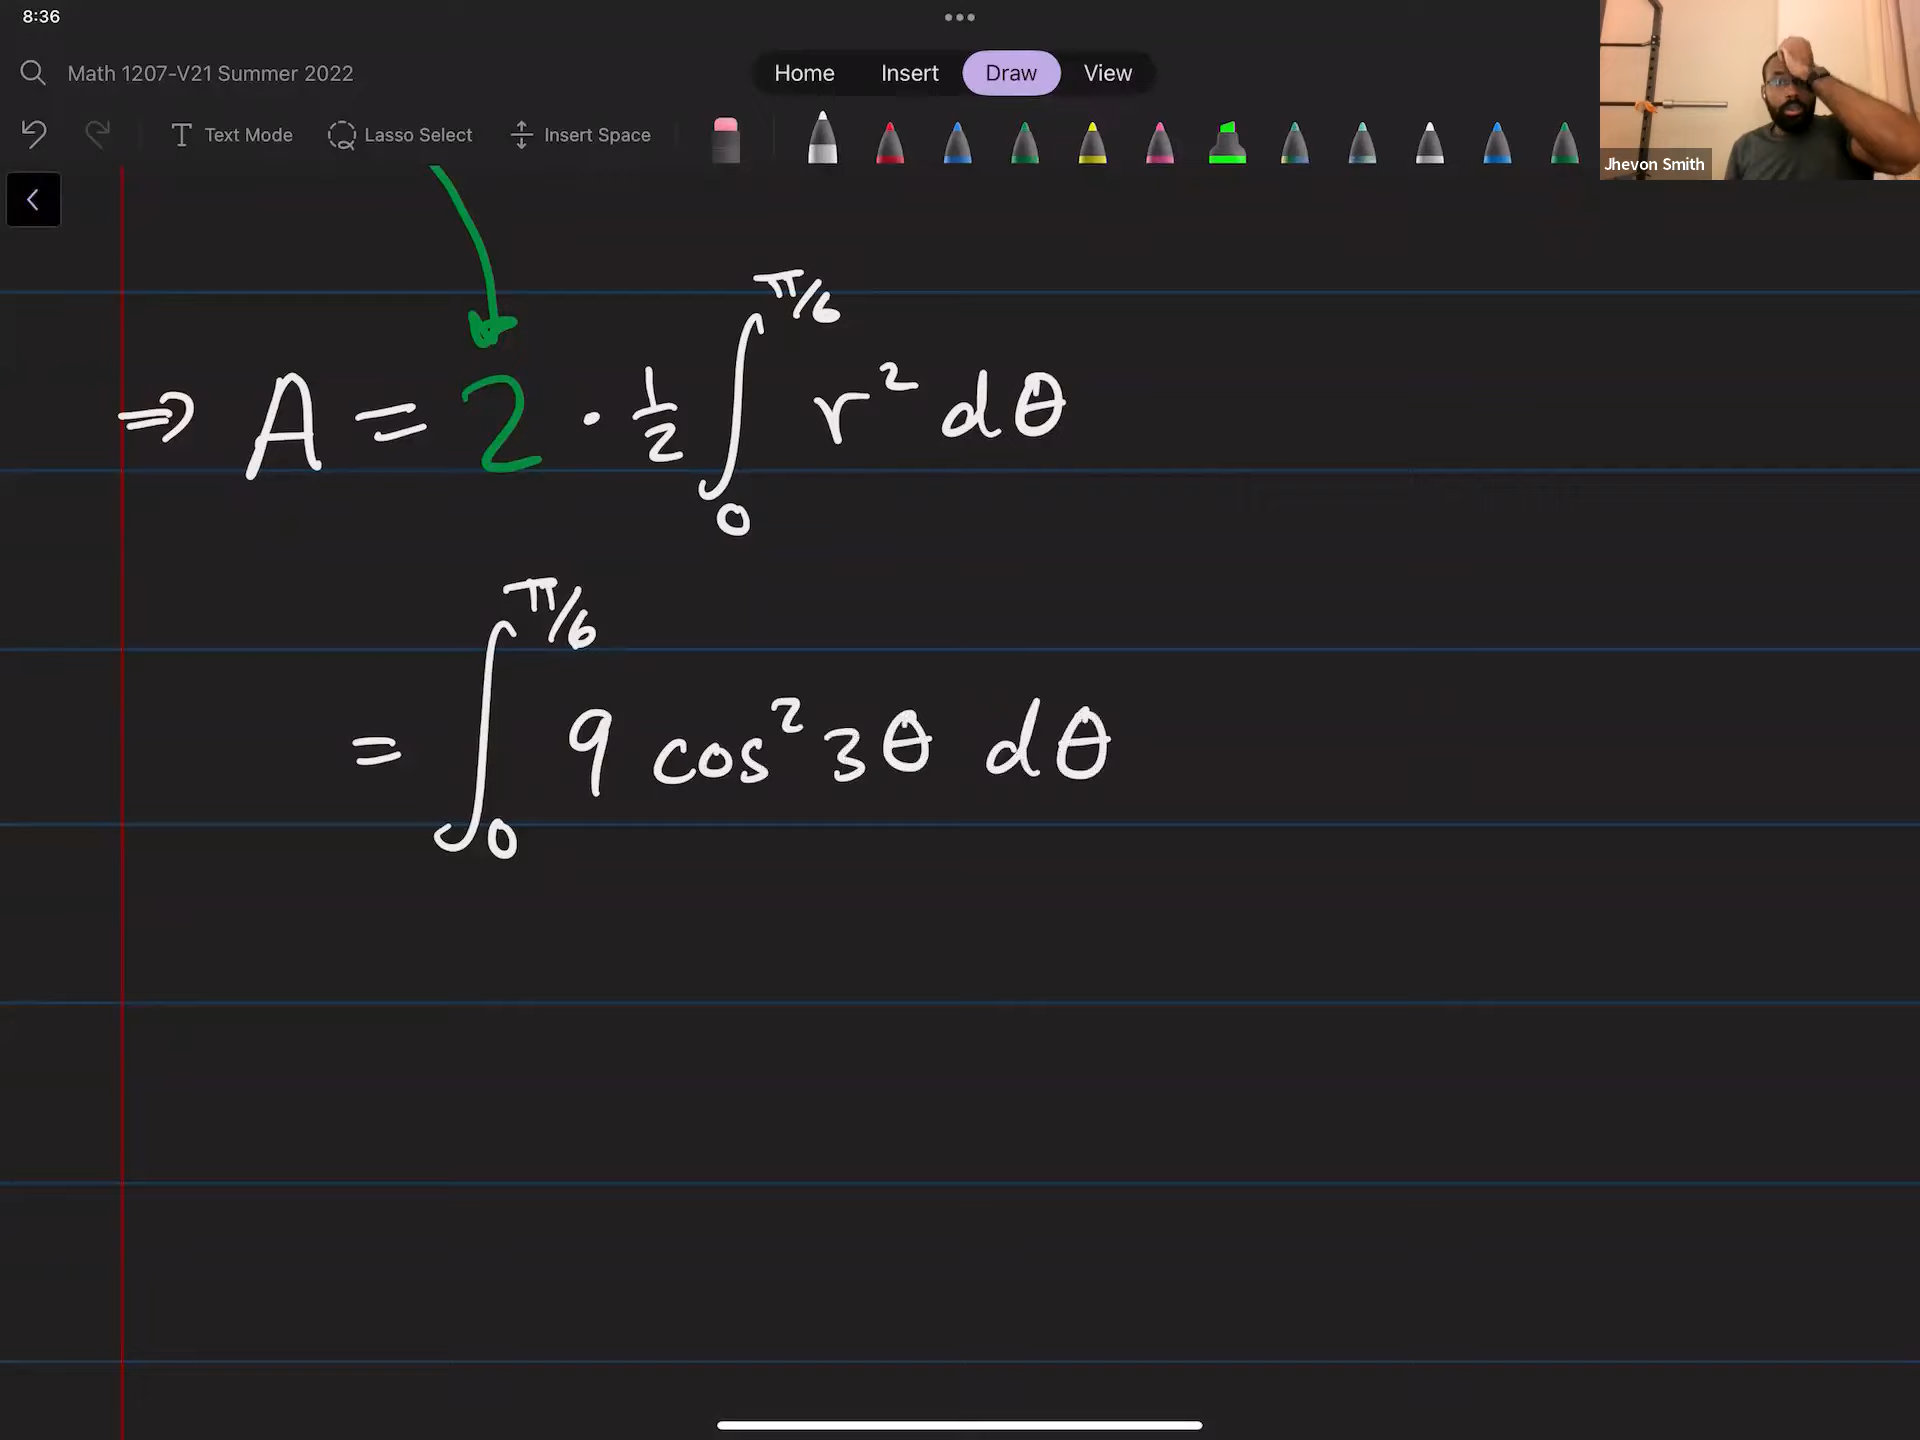 8:36
Math 1207-V21 Summer 2022
Home Insert Draw View
Text Mode Lasso Select Insert Space
Jhevon Smith
⇒ A = 2 · 1/2 ∫₀^{π/6} r² dθ
= ∫₀^{π/6} 9 cos² 3θ dθ